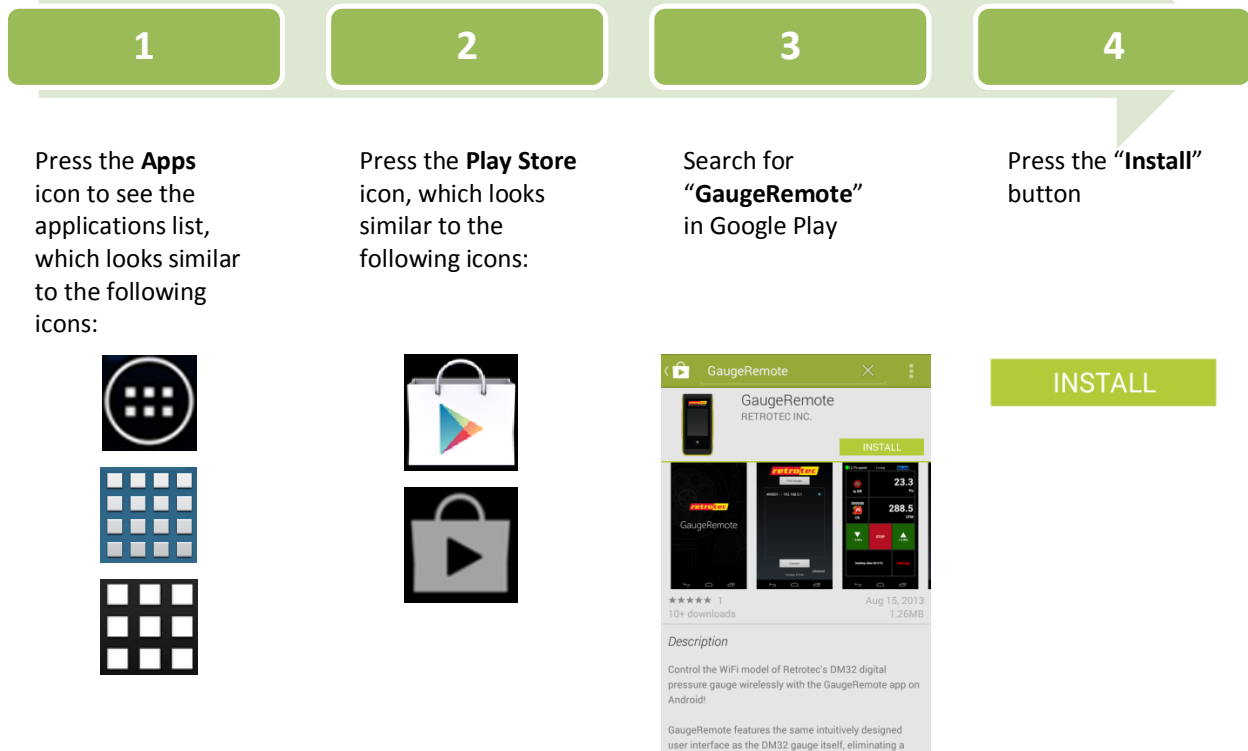 1
2
3
4
Press the Apps
icon to see the
applications list,
which looks similar
to the following
icons:
Press the Play Store
icon, which looks
similar to the
following icons:
Search for
“GaugeRemote”
in Google Play
Press the “Install”
button
GaugeRemote
GaugeRemote
RETROTEC INC.
INSTALL
retrotec
GaugeRemote
retrotec
23.3
Pa
288.5
CFM
STOP
1
Aug 15, 2013
10+ downloads
1.26MB
Description
Control the WiFi model of Retrotec's DM32 digital
pressure gauge wirelessly with the GaugeRemote app on
Android!
GaugeRemote features the same intuitively designed
user interface as the DM32 gauge itself, eliminating a
INSTALL